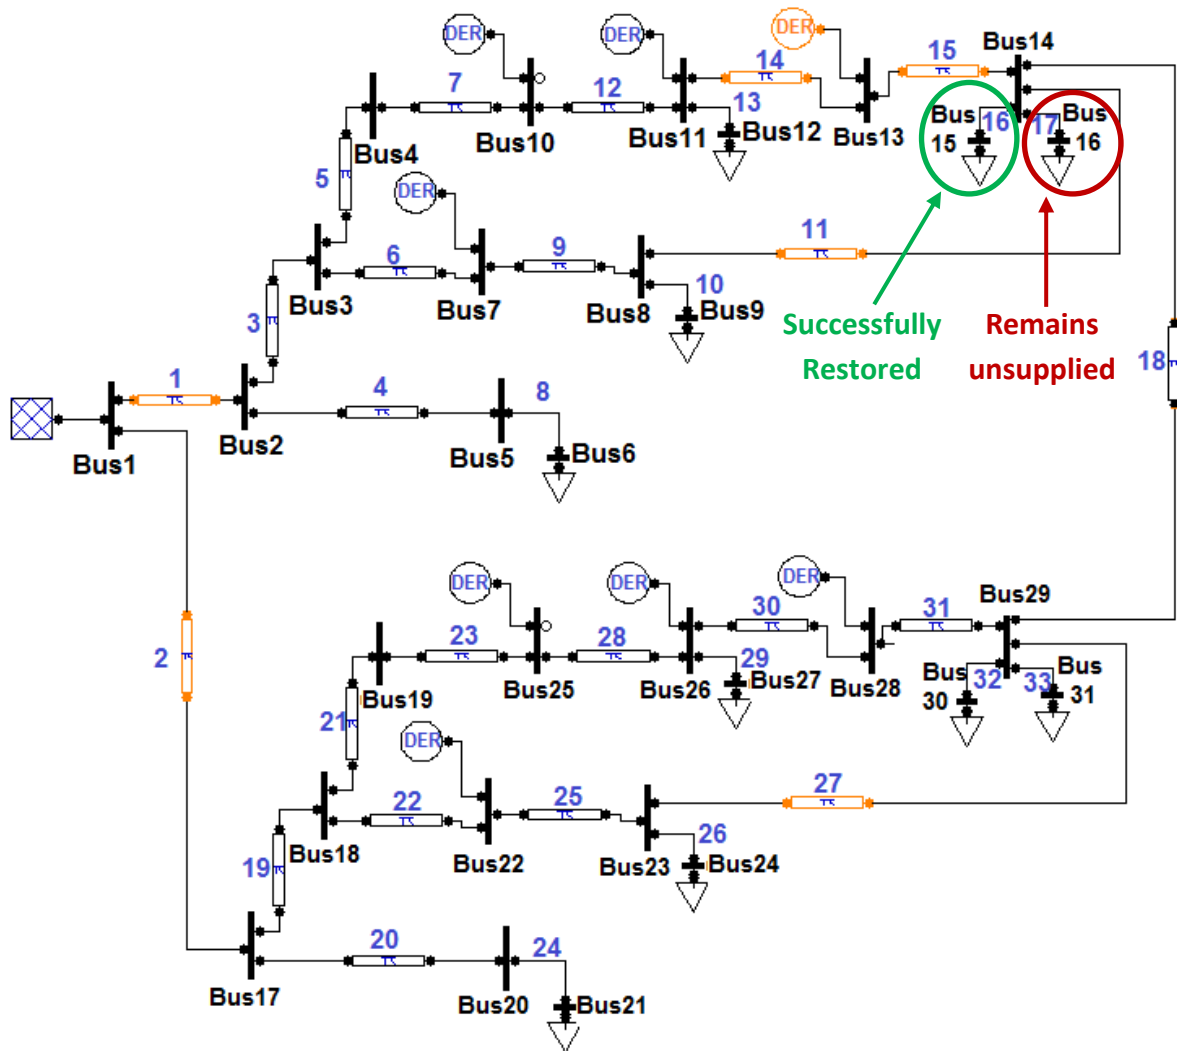 DER
DER
DER
14
15
Bus14
7
12
13
Bus
16
17
Bus
Bus4
Bus10
Bus11
Bus12
Bus13
15
16
5
DER
11
6
9
10
Bus3
Bus7
Bus8
Bus9
3
Successfully
Restored
Remains
unsupplied
18
1
4
8
Bus1
Bus2
Bus5
Bus6
DER
DER
DER
Bus29
2
23
28
30
31
29
Bus19
Bus25
Bus26
Bus27
Bus28
Bus
30
32
33
Bus
31
21
DER
27
22
25
26
Bus18
Bus22
Bus23
Bus24
19
20
24
Bus17
Bus20
Bus21